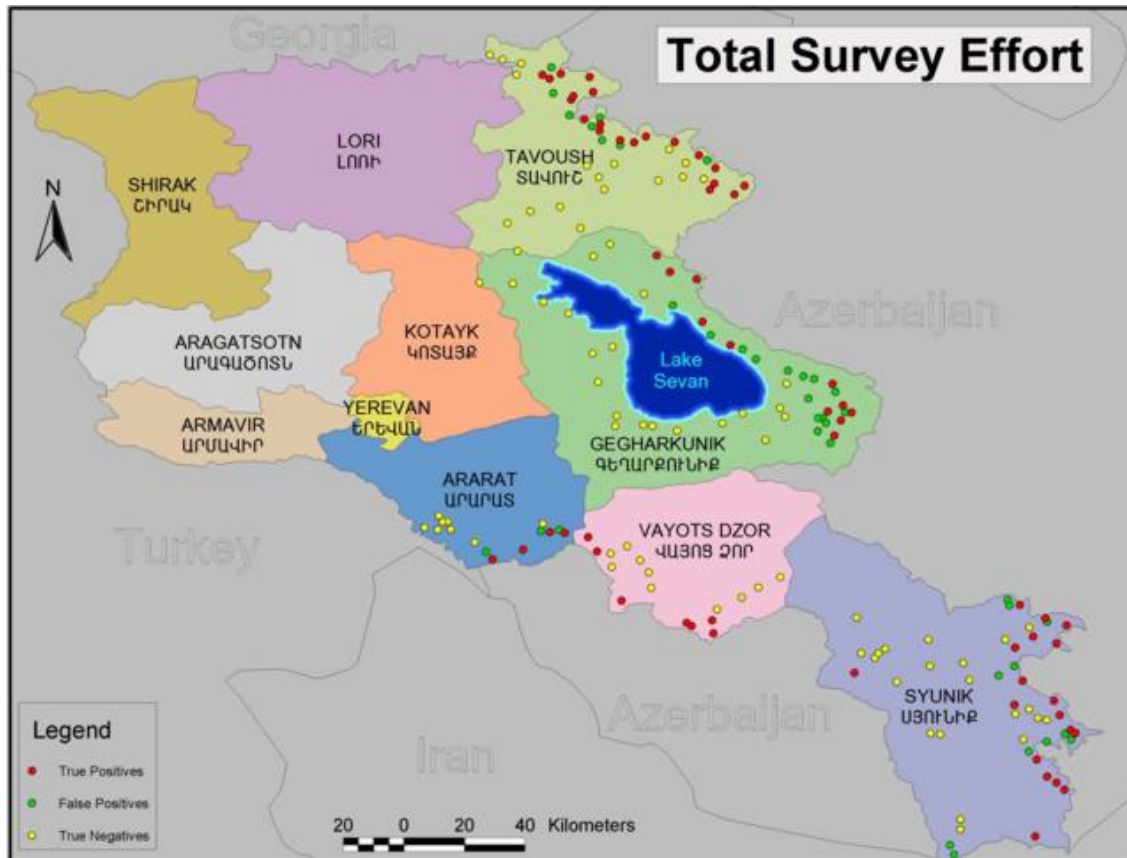 Georgia
Total Survey Effort
LORI
ԼՈՌԻ
TAVOUSH
ՏԱՎՈՒՇ
SHIRAK
ՇԻՐԱԿ
N
Azerbaijan
ARAGATSOTN
ԱՐԱԳԱԾՈՏՆ
KOTAYK
ԿՈՏԱՅՔ
Lake
Sevan
YEREVAN
ԵՐԵՎԱՆ
ARMAVIR
ԱՐՄԱՎԻՐ
GEGHARKUNIK
ԳԵՂԱՐՔՈՒՆԻՔ
ARARAT
ԱՐԱՐԱՏ
Turkey
VAYOTS DZOR
ՎԱՅՈՑ ՁՈՐ
SYUNIK
ՍՅՈՒՆԻՔ
Azerbaijan
Iran
Legend
True Positives
False Positives
True Negatives
20 0 20 40 Kilometers